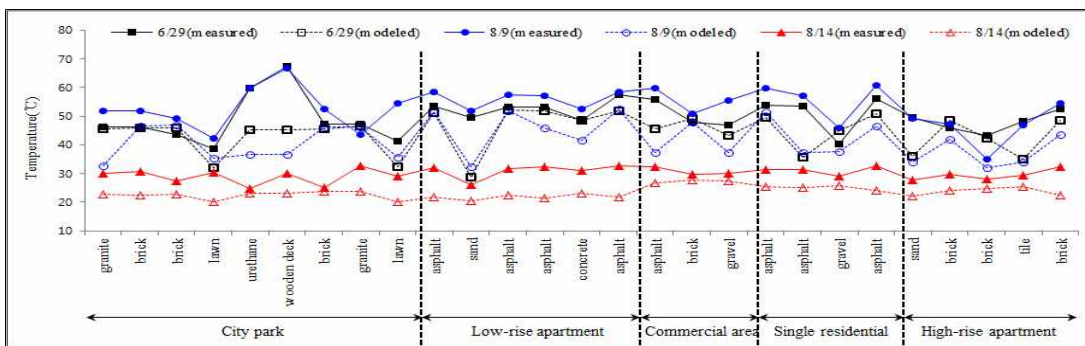 6/29(measured) 6/29(modeled) 8/9(measured) 8/9(modeled) 8/14(measured) 8/14(modeled)
Temperature(℃)
80
70
60
50
40
30
20
10
granite brick brick lawn urethane wooden deck brick granite lawn asphalt sand asphalt asphalt concrete asphalt asphalt brick gravel asphalt asphalt gravel asphalt sand brick brick tile brick
City park Low-rise apartment Commercial area Single residential High-rise apartment